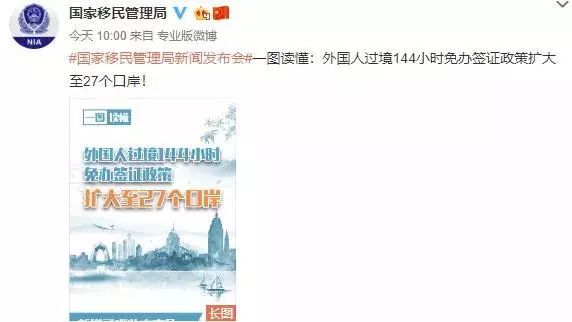 国家移民管理局
NIA
今天 10:00 来自 专业版微博
#国家移民管理局新闻发布会#一图读懂：外国人过境144小时免办签证政策扩大
至27个口岸！
一图 读懂
外国人过境144小时
免办签证政策
扩大至27个口岸
长图